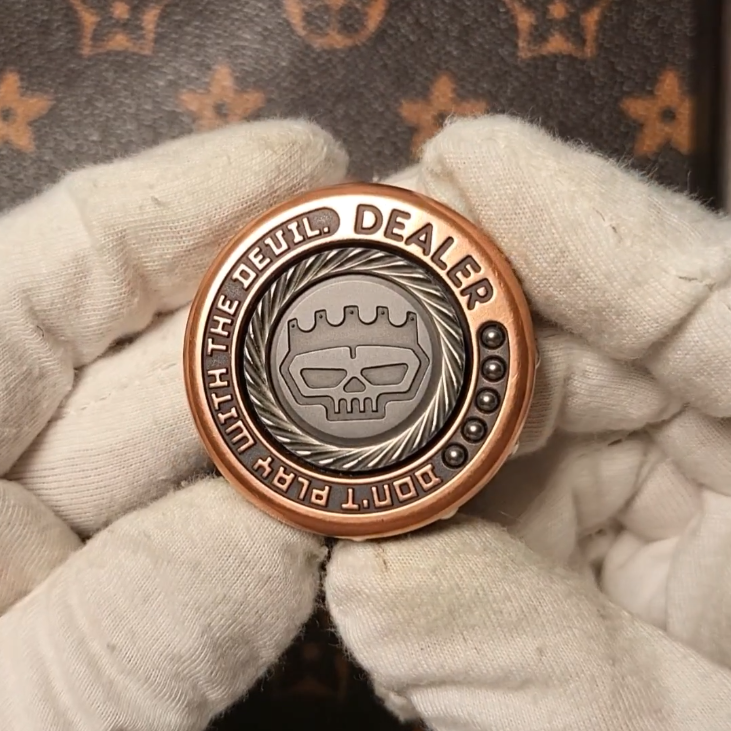 DEALER
DON'T PLAY WITH THE DEVIL.